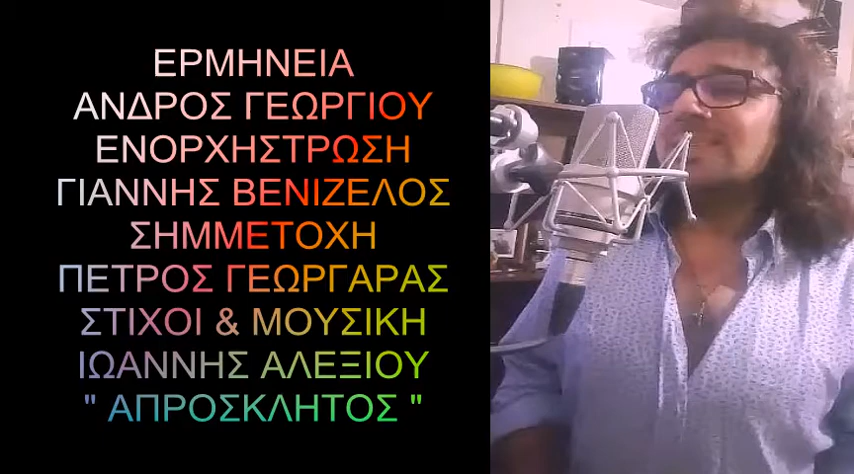 ΕΡΜΗΝΕΙΑ
ΑΝΔΡΟΣ ΓΕΩΡΓΙΟΥ
ΕΝΟΡΧΗΣΤΡΩΣΗ
ΓΙΑΝΝΗΣ ΒΕΝΙΖΕΛΟΣ
ΣΗΜΜΕΤΟΧΗ
ΠΕΤΡΟΣ ΓΕΩΡΓΑΡΑΣ
ΣΤΙΧΟΙ & ΜΟΥΣΙΚΗ
ΙΩΑΝΝΗΣ ΑΛΕΞΙΟΥ
" ΑΠΡΟΣΚΛΗΤΟΣ "